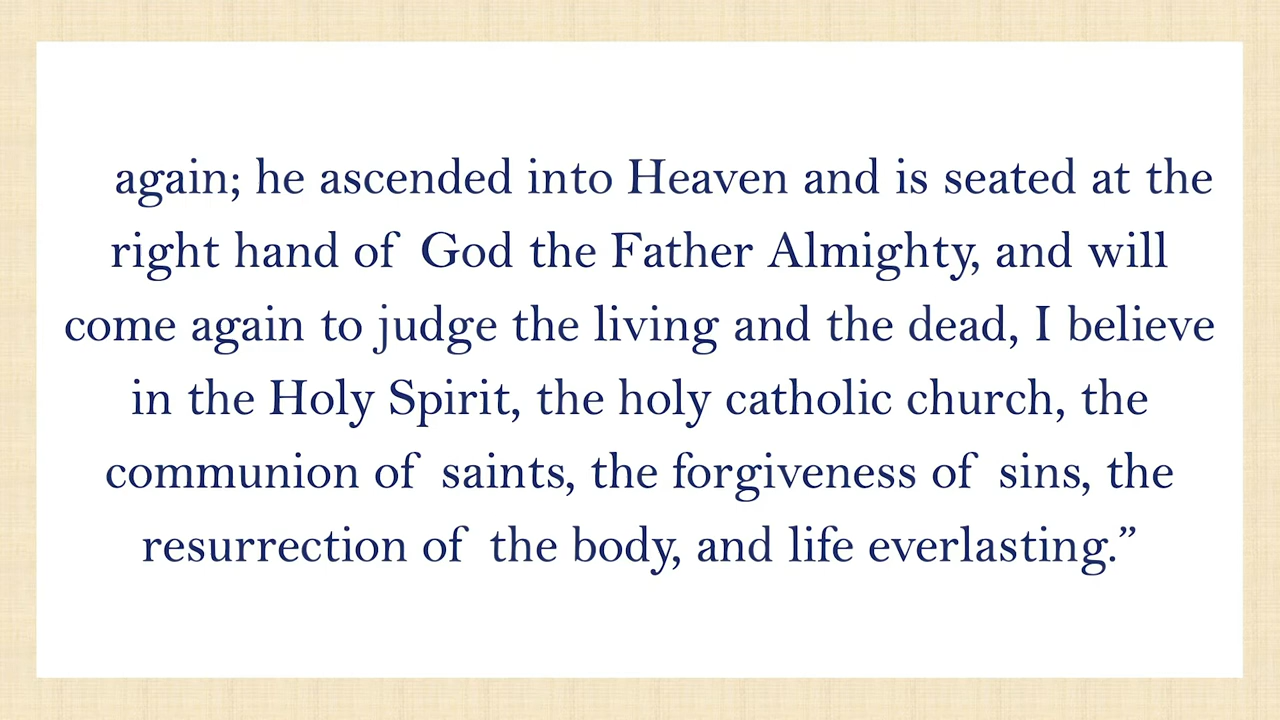 again; he ascended into Heaven and is seated at the
right hand of God the Father Almighty, and will
come again to judge the living and the dead, I believe
in the Holy Spirit, the holy catholic church, the
communion of saints, the forgiveness of sins, the
resurrection of the body, and life everlasting.”